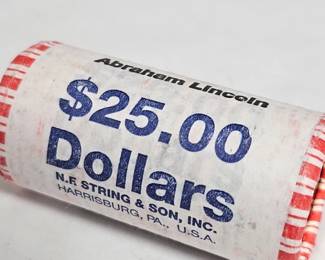 Abraham Lincoln
$25.00
Dollars
N.F. STRING & SON, INC.
HARRISBURG, PA., U.S.A.